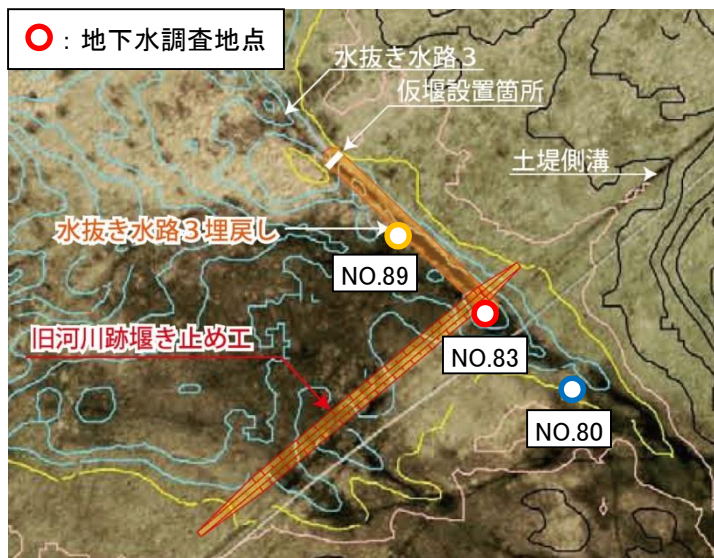 ：地下水調査地点
水抜き水路３
仮堰設置箇所
土堤側溝
水抜き水路３埋戻し
NO.89
旧河川跡堰き止め工
NO.83
NO.80